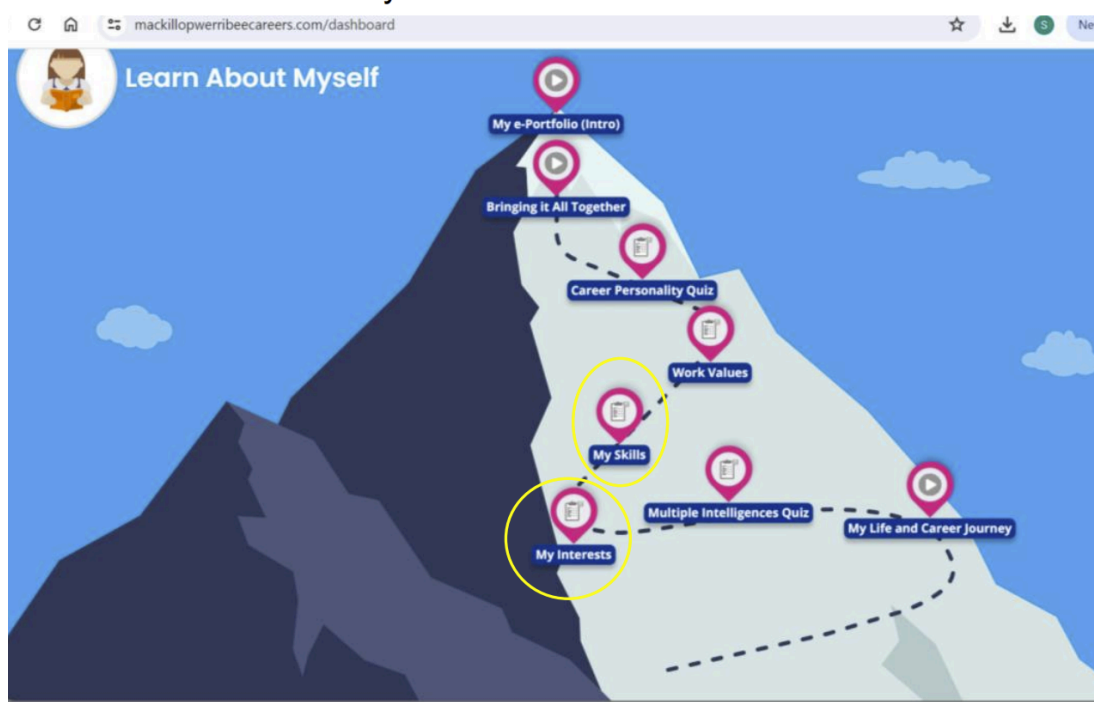 mackillopwerribeecareers.com/dashboard
S
Learn About Myself
My e-Portfolio (Intro)
Bringing it All Together
Career Personality Quiz
Work Values
My Skills
Multiple Intelligences Quiz
My Life and Career Journey
My Interests